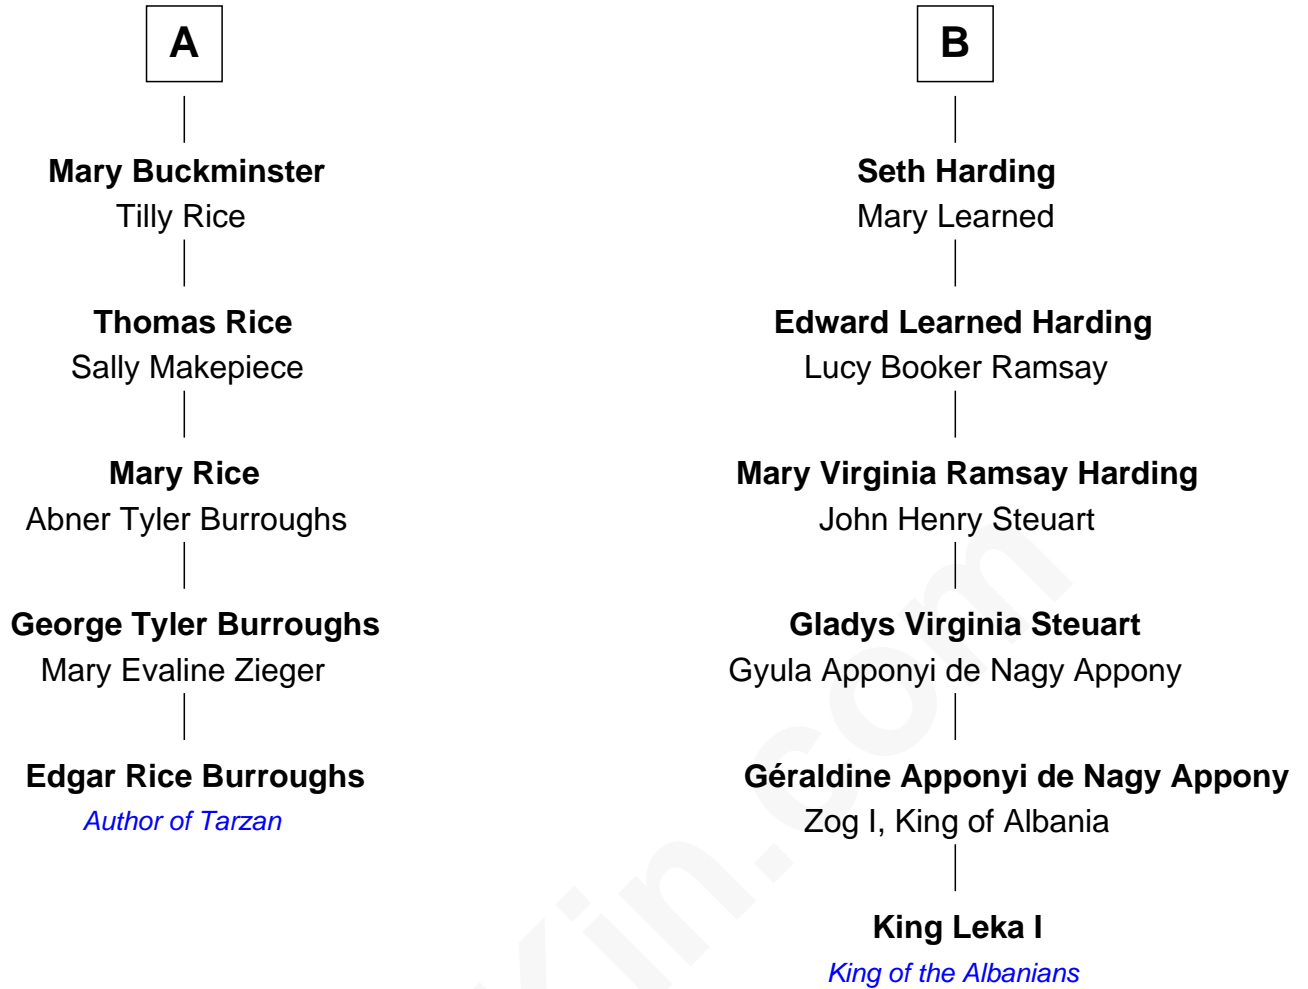 A
Mary Buckminster
Tilly Rice
Thomas Rice
Sally Makepiece
Mary Rice
Abner Tyler Burroughs
George Tyler Burroughs
Mary Evaline Zieger
Edgar Rice Burroughs
Author of Tarzan
B
Seth Harding
Mary Learned
Edward Learned Harding
Lucy Booker Ramsay
Mary Virginia Ramsay Harding
John Henry Steuart
Gladys Virginia Steuart
Gyula Apponyi de Nagy Appony
Géraldine Apponyi de Nagy Appony
Zog I, King of Albania
King Leka I
King of the Albanians
Kin.com